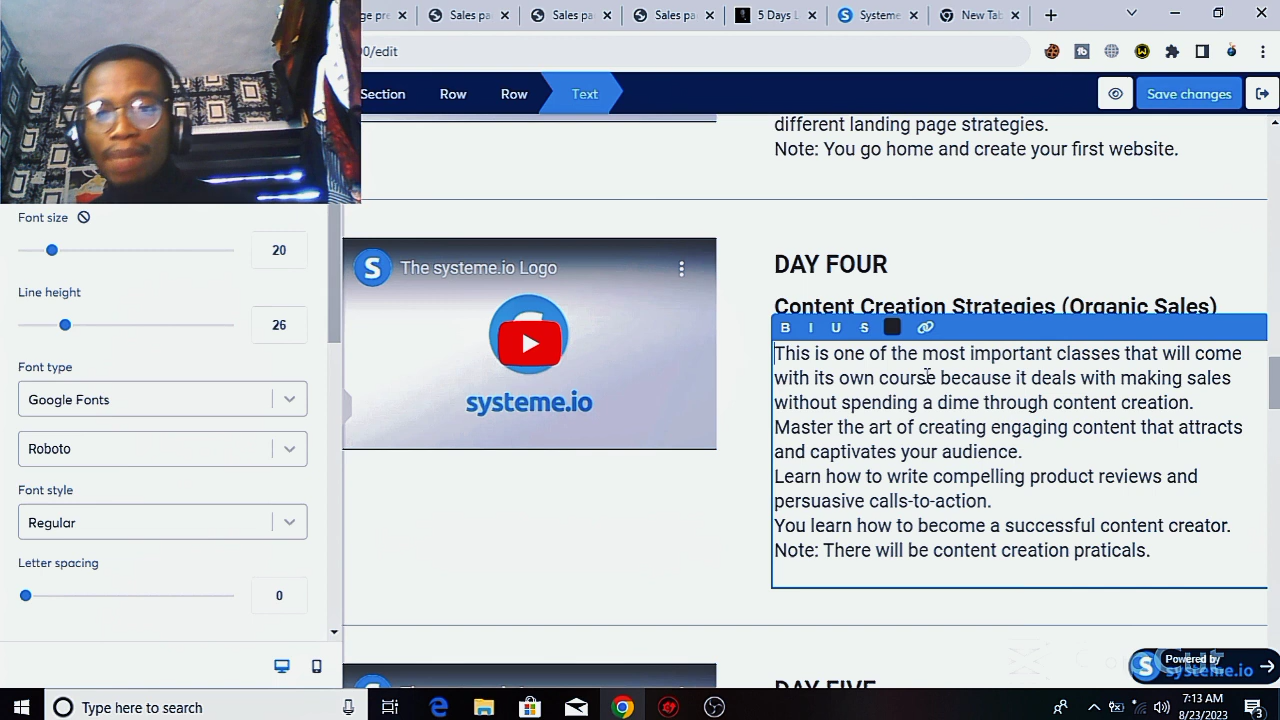 ge pre
Sales pa
Sales pa
Sales pa
5 Days L
Systeme
New Tab
0/edit
Section
Row
Row
Text
Save changes
different landing page strategies.
Note: You go home and create your first website.
Font size
20
Line height
26
Font type
Google Fonts
Roboto
Font style
Regular
Letter spacing
0
S
The systeme.io Logo
systeme.io
DAY FOUR
Content Creation Strategies (Organic Sales)
B I U S
This is one of the most important classes that will come
with its own course because it deals with making sales
without spending a dime through content creation.
Master the art of creating engaging content that attracts
and captivates your audience.
Learn how to write compelling product reviews and
persuasive calls-to-action.
You learn how to become a successful content creator.
Note: There will be content creation praticals.
DAY FIVE
Powered by
systeme.io
Type here to search
7:13 AM
8/23/2023
3